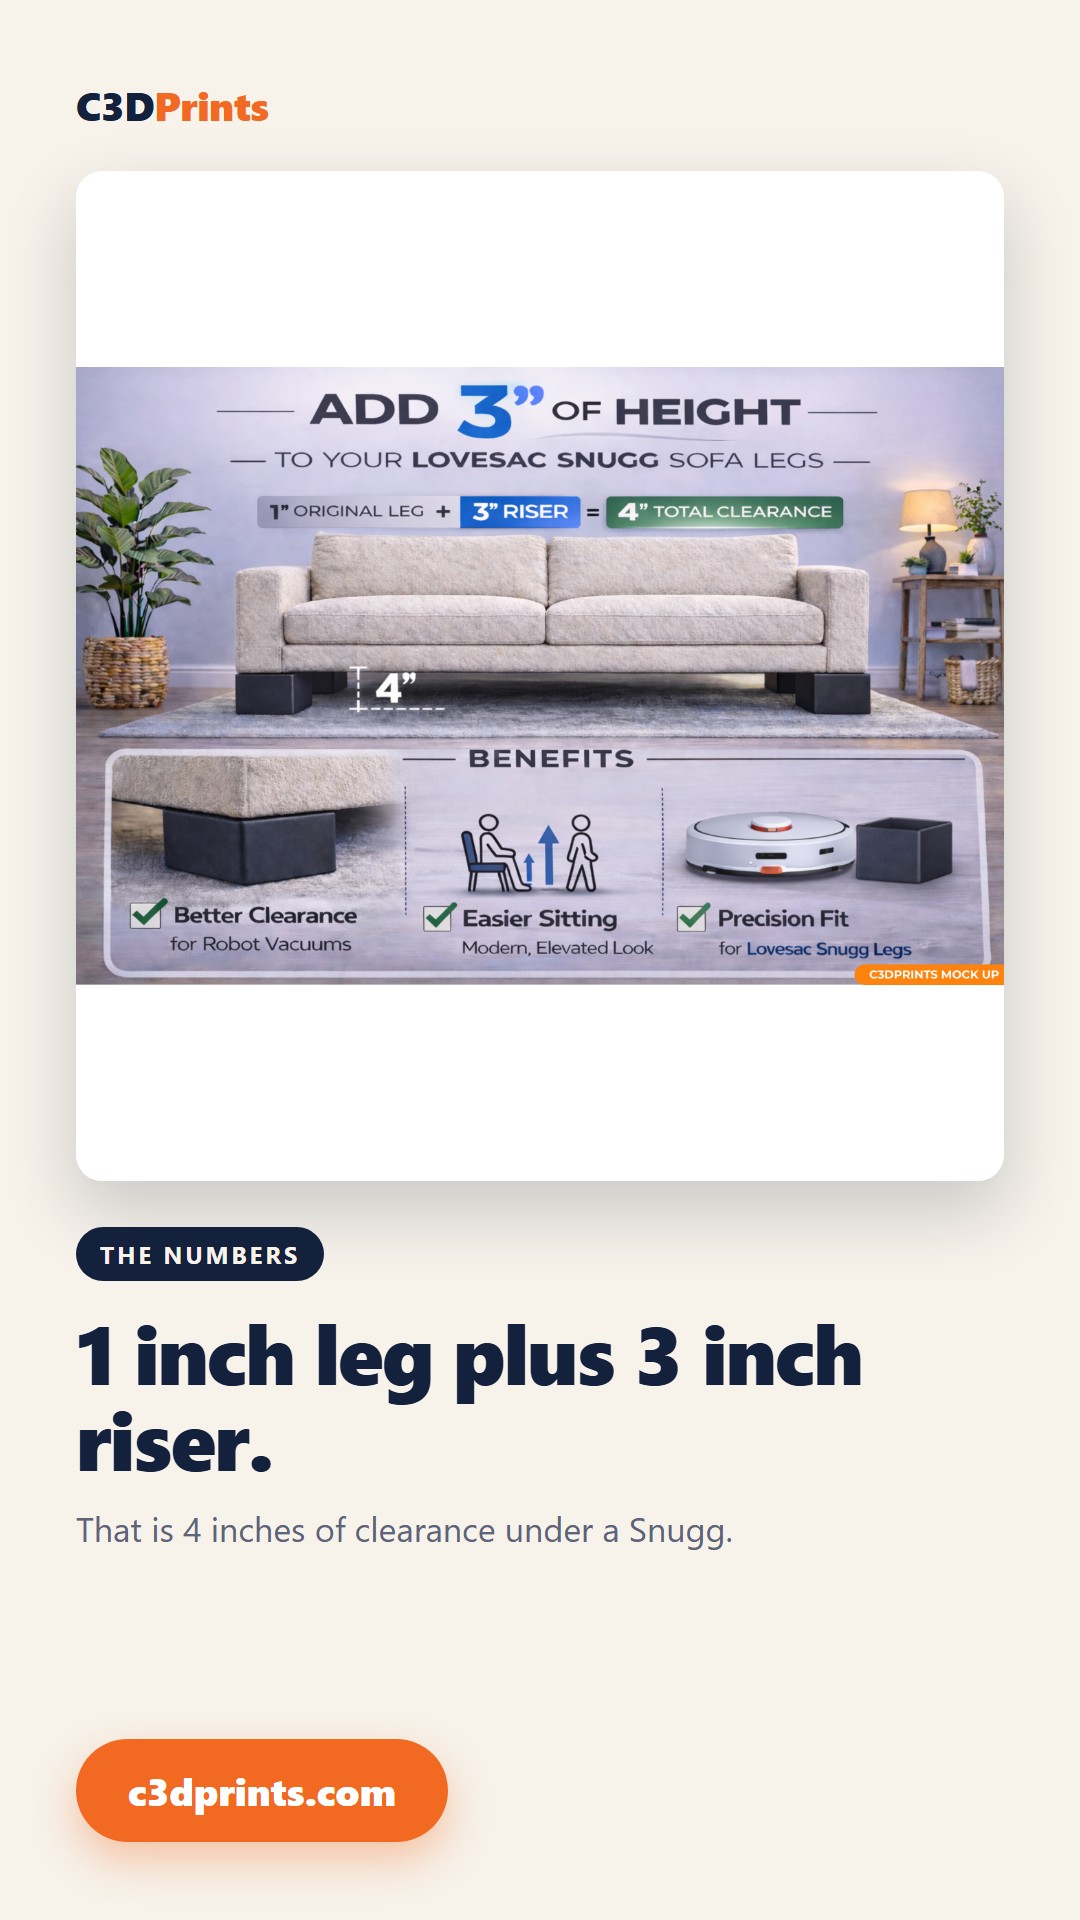 C3DPrints
ADD 3” OF HEIGHT
TO YOUR LOVESAC SNUGG SOFA LEGS
1” ORIGINAL LEG + 3” RISER = 4” TOTAL CLEARANCE
4”
BENEFITS
Better Clearance
for Robot Vacuums
Easier Sitting
Modern, Elevated Look
Precision Fit
for Lovesac Snugg Legs
C3DPRINTS MOCK UP
THE NUMBERS
1 inch leg plus 3 inch
riser.
That is 4 inches of clearance under a Snugg.
c3dprints.com